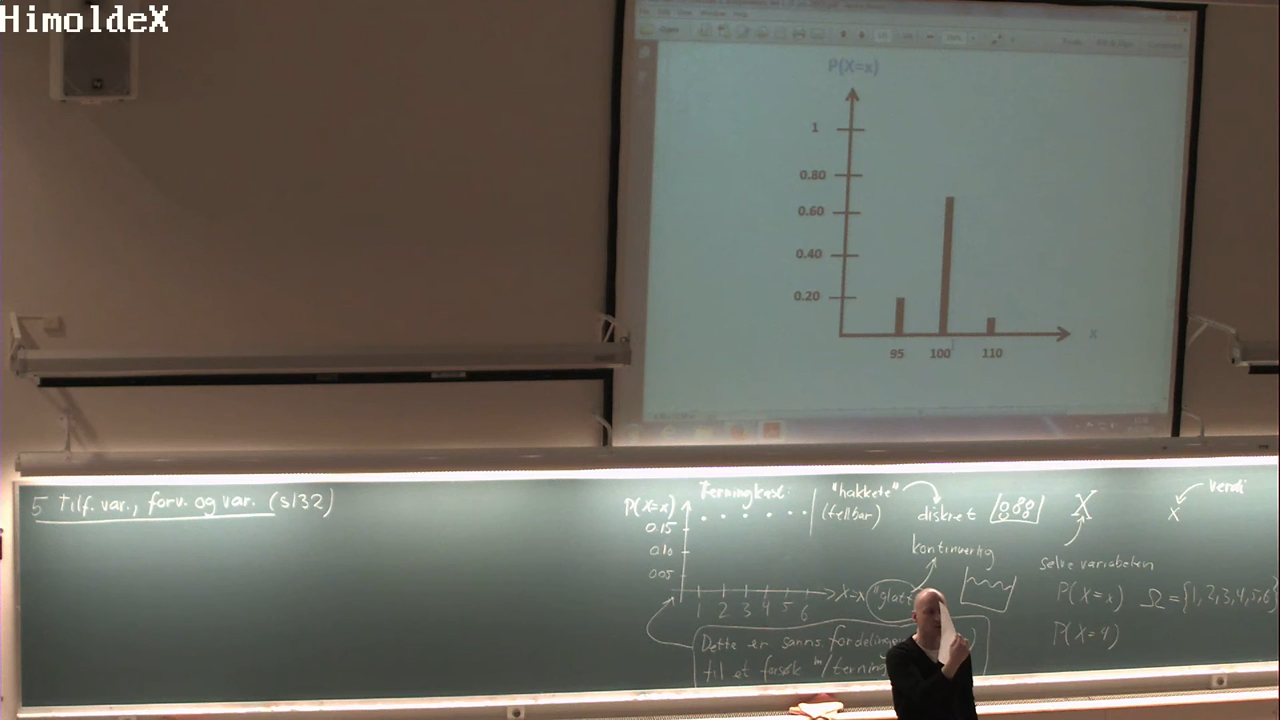 HimoldeX
P(X=x)
1
0.80
0.60
0.40
0.20
95 100 110
x
5 Tilf. var., forv. og var. (s132)
P(X=x)
0.15
0.10
0.05
1 2 3 4 5 6
X=x
Terningkast
"hakkete"
(tellbar)
diskret
kontinuerlig
"glatt
Dette er sanns. fordelingen
til et forsøk m/terning
X
selve variabelen
P(X=x)
P(X=4)
verdi
x
Ω={1,2,3,4,5,6}